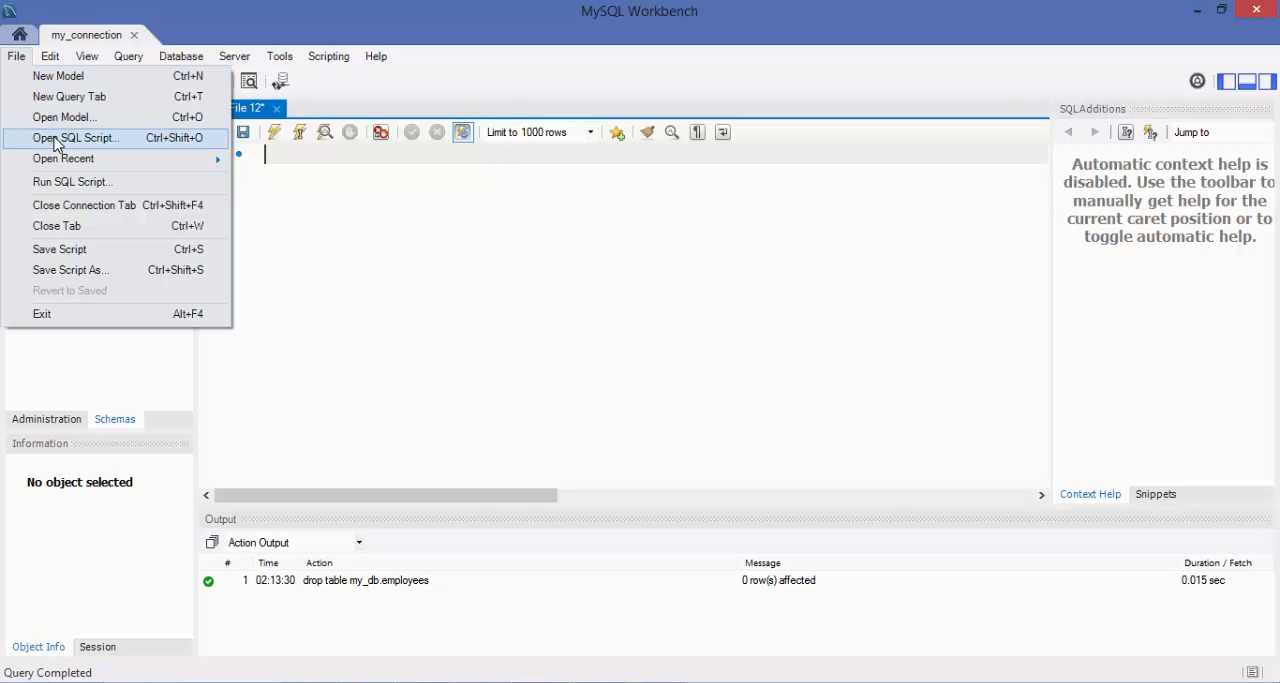 MySQL Workbench
my_connection
File Edit View Query Database Server Tools Scripting Help
New Model Ctrl+N
New Query Tab Ctrl+T
Open Model... Ctrl+O
Open SQL Script... Ctrl+Shift+O
Open Recent
Run SQL Script...
Close Connection Tab Ctrl+Shift+F4
Close Tab Ctrl+W
Save Script Ctrl+S
Save Script As... Ctrl+Shift+S
Revert to Saved
Exit Alt+F4
File 12*
Limit to 1000 rows
SQLAdditions
Jump to
Automatic context help is
disabled. Use the toolbar to
manually get help for the
current caret position or to
toggle automatic help.
Administration Schemas
Information
No object selected
Context Help Snippets
Output
Action Output
# Time Action Message Duration / Fetch
1 02:13:30 drop table my_db.employees 0 row(s) affected 0.015 sec
Object Info Session
Query Completed